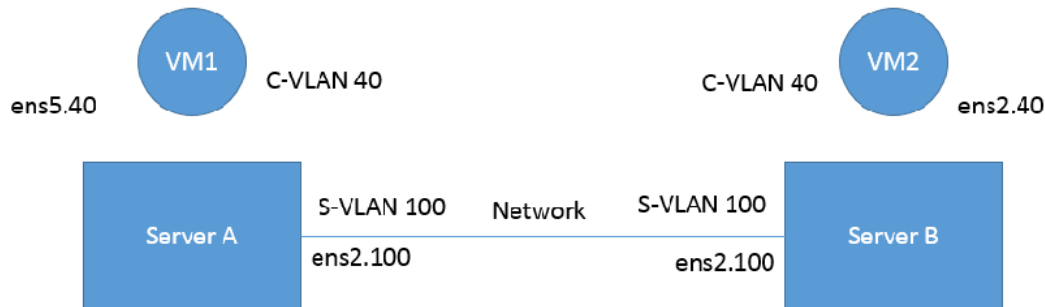 VM1
C-VLAN 40
ens5.40
VM2
C-VLAN 40
ens2.40
Server A
S-VLAN 100
ens2.100
Network
S-VLAN 100
ens2.100
Server B